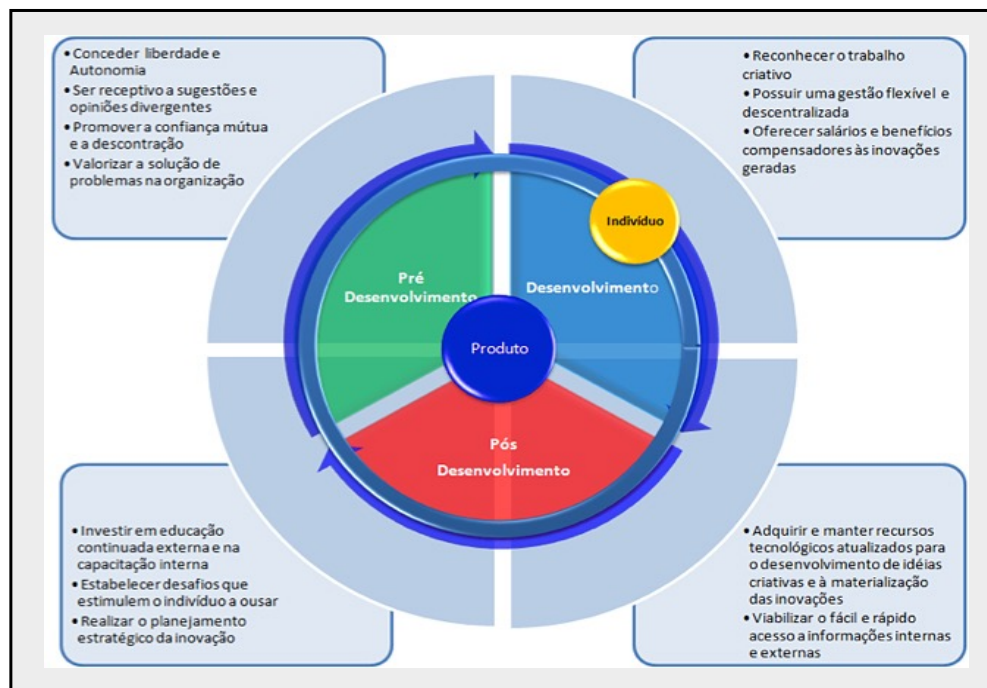 • Conceder liberdade e
Autonomia
• Ser receptivo a sugestões e
opiniões divergentes
• Promover a confiança mútua
e a descontração
• Valorizar a solução de
problemas na organização
• Reconhecer o trabalho
criativo
• Possuir uma gestão flexível e
descentralizada
• Oferecer salários e benefícios
compensadores às inovações
geradas
Indivíduo
Pré
Desenvolvimento
Desenvolvimento
Produto
Pós
Desenvolvimento
• Investir em educação
continuada externa e na
capacitação interna
• Estabelecer desafios que
estimulem o indivíduo a ousar
• Realizar o planejamento
estratégico da inovação
• Adquirir e manter recursos
tecnológicos atualizados para
o desenvolvimento de idéias
criativas e à materialização
das inovações
• Viabilizar o fácil e rápido
acesso a informações internas
e externas